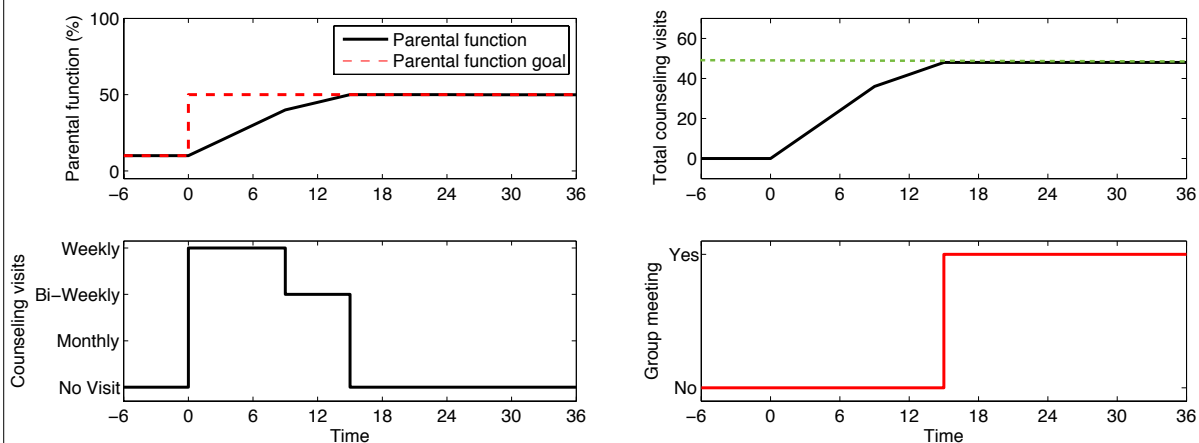 Parental function (%)
100
50
0
Parental function
Parental function goal
−6 0 6 12 18 24 30 36
Total counseling visits
60
40
20
0
−6 0 6 12 18 24 30 36
Counseling visits
Weekly
Bi−Weekly
Monthly
No Visit
−6 0 6 12 18 24 30 36
Time
Group meeting
Yes
No
−6 0 6 12 18 24 30 36
Time